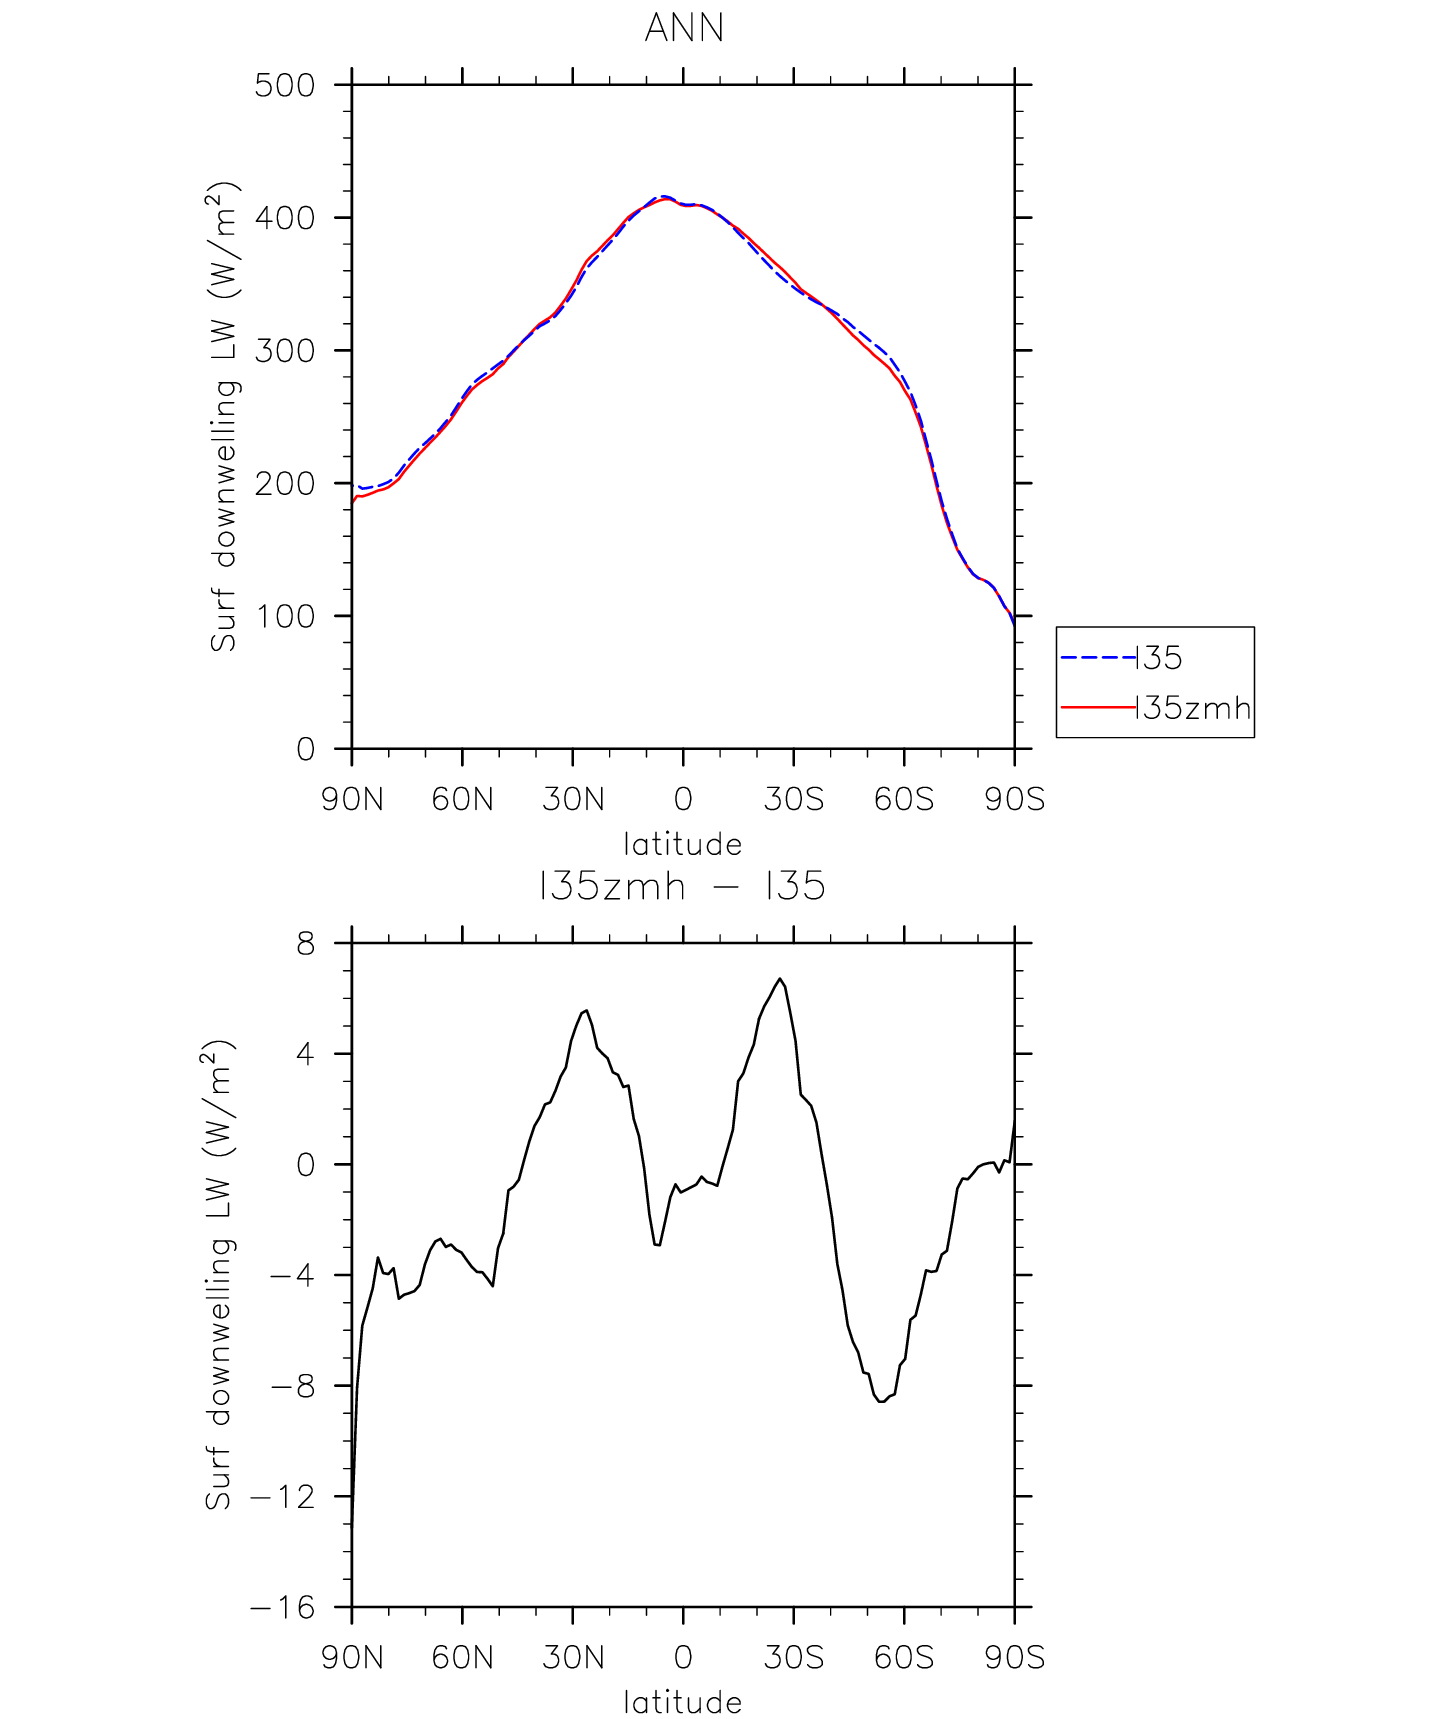 ANN
Surf downwelling LW (W/m²)
500
400
300
200
100
0
90N 60N 30N 0 30S 60S 90S
latitude
I35
I35zmh
I35zmh − I35
Surf downwelling LW (W/m²)
8
4
0
−4
−8
−12
−16
90N 60N 30N 0 30S 60S 90S
latitude